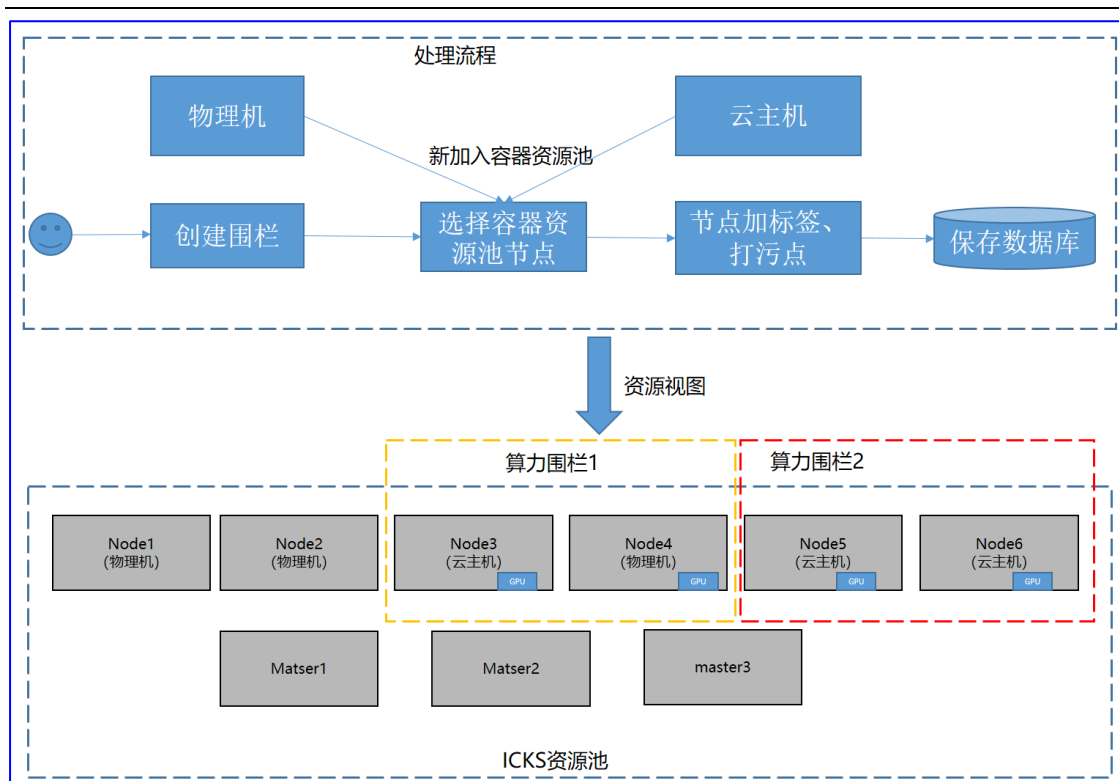 处理流程
物理机
云主机
新加入容器资源池
创建围栏
选择容器资
源池节点
节点加标签、
打污点
保存数据库
资源视图
算力围栏1
算力围栏2
Node1
(物理机)
Node2
(物理机)
Node3
(云主机)
GPU
Node4
(物理机)
GPU
Node5
(云主机)
GPU
Node6
(云主机)
GPU
Matser1
Matser2
master3
ICKS资源池